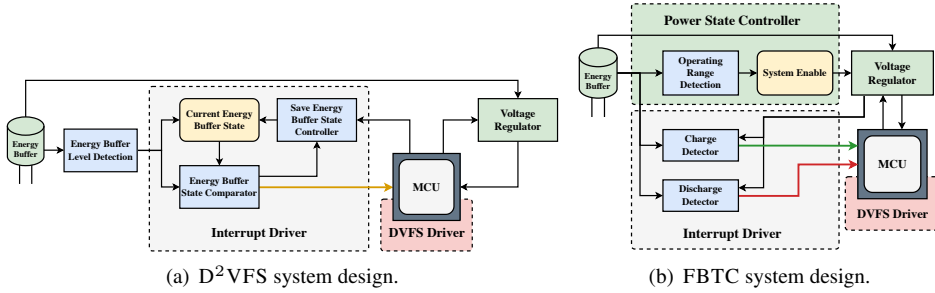 Energy
Buffer
Energy Buffer
Level Detection
Current Energy
Buffer State
Save Energy
Buffer State
Controller
Energy Buffer
State Comparator
Interrupt Driver
MCU
DVFS Driver
Voltage
Regulator
(a) D²VFS system design.
Power State Controller
Energy
Buffer
Operating
Range
Detection
System Enable
Voltage
Regulator
Charge
Detector
Discharge
Detector
Interrupt Driver
MCU
DVFS Driver
(b) FBTC system design.